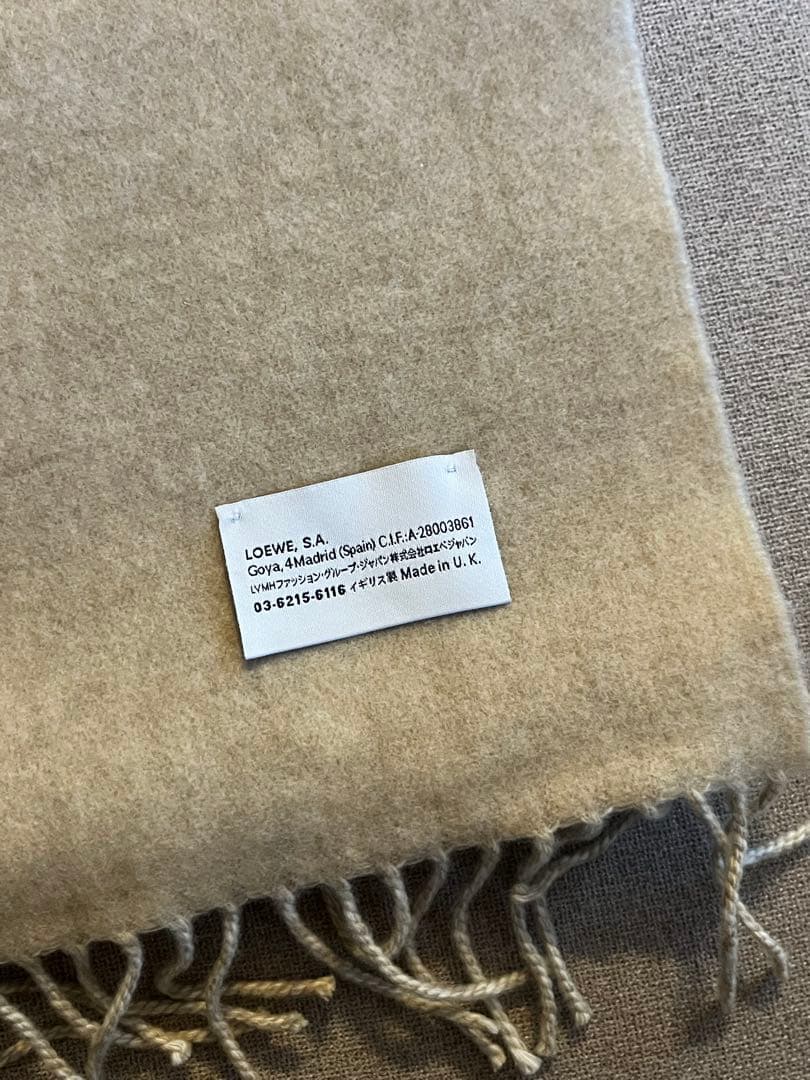 LOEWE, S.A.
Goya, 4 Madrid (Spain) C.I.F.:A-28003861
LVMHファッション・グループ・ジャパン株式会社ロエベジャパン
03-6215-6116 イギリス製 Made in U. K.